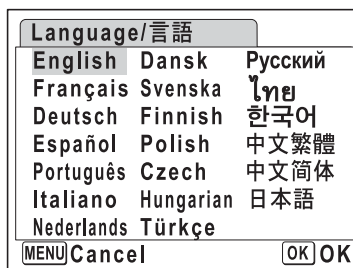 Language/言語
English Dansk Русский
Français Svenska ไทย
Deutsch Finnish 한국어
Español Polish 中文繁體
Português Czech 中文简体
Italiano Hungarian 日本語
Nederlands Türkçe
MENU Cancel OK OK